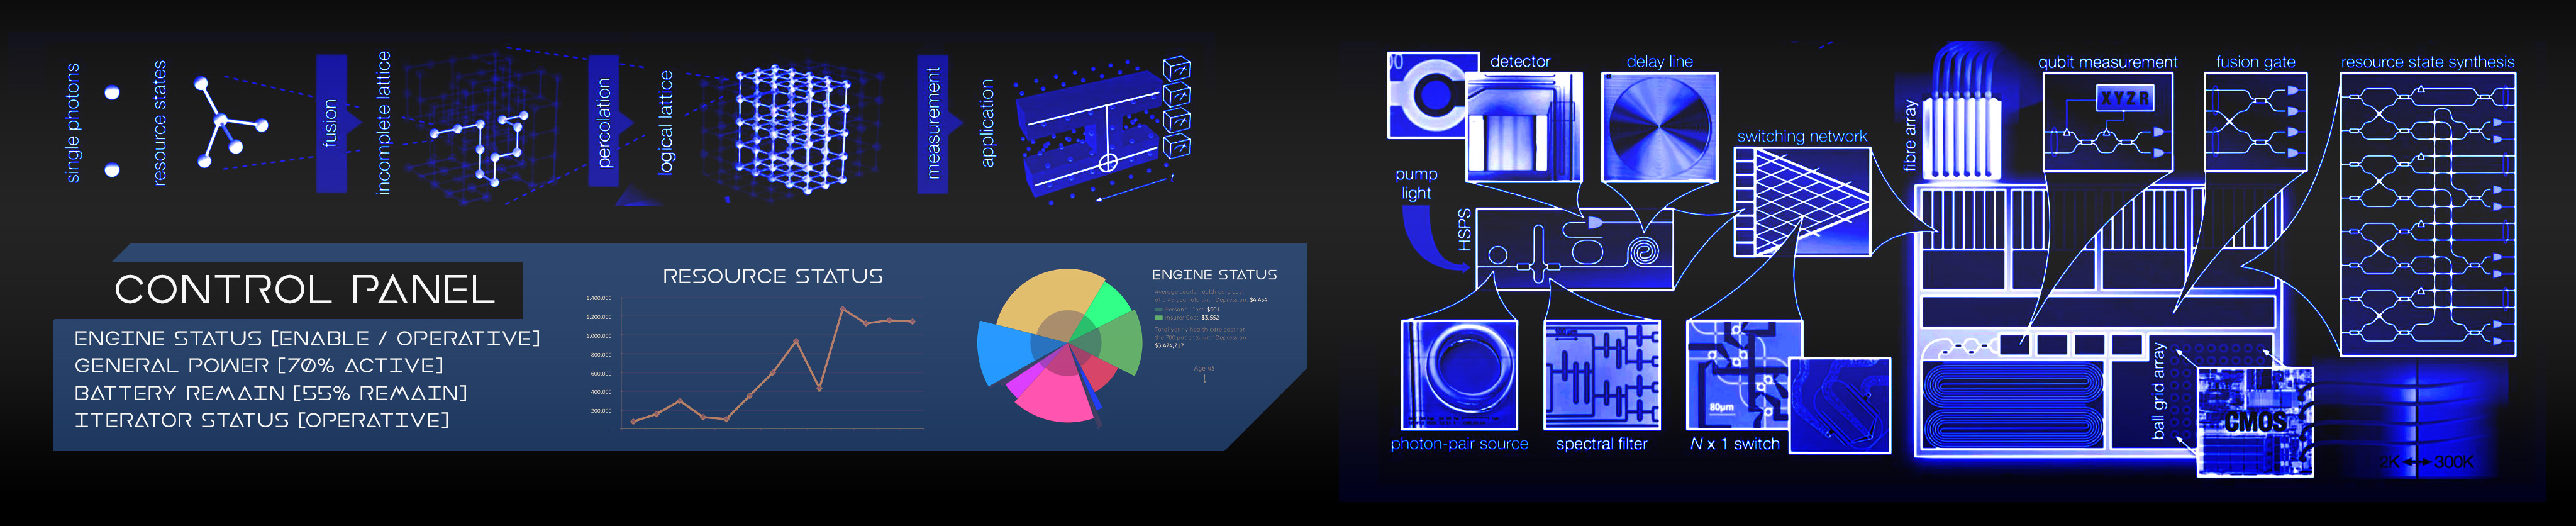 single photons
resource states
fusion
incomplete lattice
percolation
logical lattice
measurement
application
CONTROL PANEL
ENGINE STATUS [ENABLE / OPERATIVE]
GENERAL POWER [70% ACTIVE]
BATTERY REMAIN [55% REMAIN]
ITERATOR STATUS [OPERATIVE]
RESOURCE STATUS
1.400.000
1.200.000
1.000.000
800.000
600.000
400.000
200.000
-
ENGINE STATUS
Average yearly health care cost
of a 45 year old with Depression: $4,454
Personal Cost: $901
Insurer Cost: $3,552
Total yearly health care cost for
the 780 patients with Depression:
$3,474,717
Age 45
detector
delay line
pump
light
HSPS
switching network
photon-pair source
spectral filter
80µm
N x 1 switch
fibre array
qubit measurement
XYZR
fusion gate
resource state synthesis
ball grid array
CMOS
2K
300K